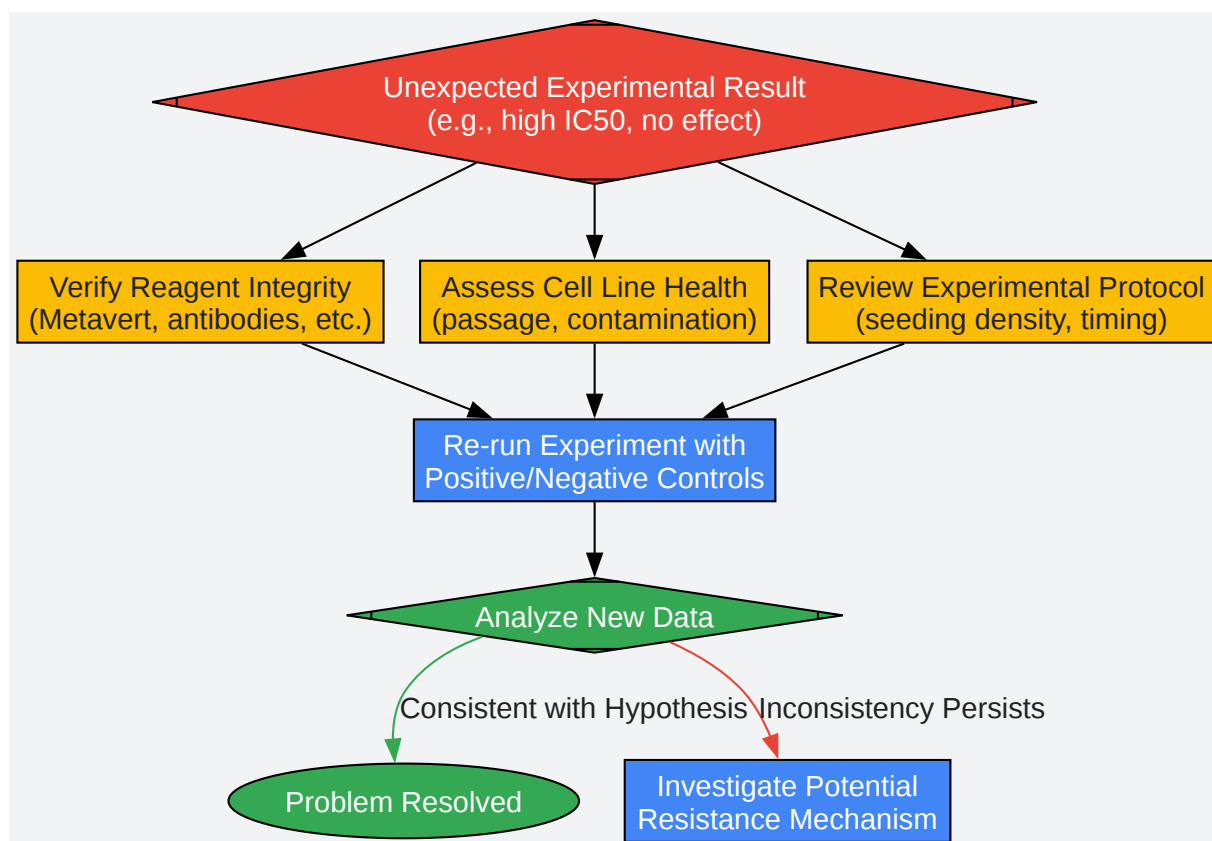 Unexpected Experimental Result
(e.g., high IC50, no effect)
Verify Reagent Integrity
(Metavert, antibodies, etc.)
Assess Cell Line Health
(passage, contamination)
Review Experimental Protocol
(seeding density, timing)
Re-run Experiment with
Positive/Negative Controls
Analyze New Data
Consistent with Hypothesis
Inconsistency Persists
Problem Resolved
Investigate Potential
Resistance Mechanism